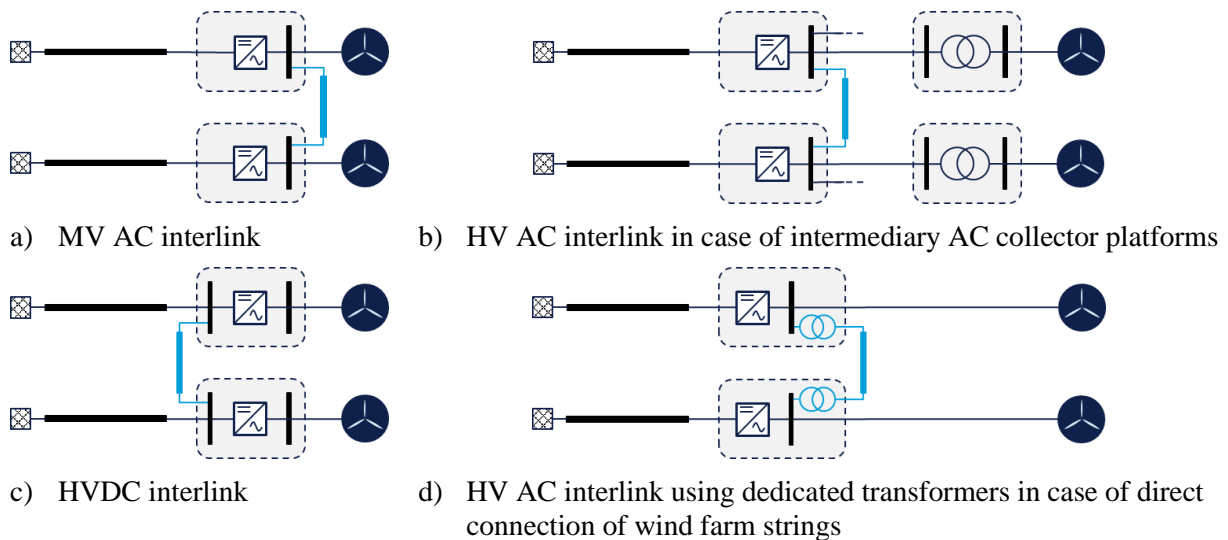 a) MV AC interlink
b) HV AC interlink in case of intermediary AC collector platforms
c) HVDC interlink
d) HV AC interlink using dedicated transformers in case of direct
connection of wind farm strings